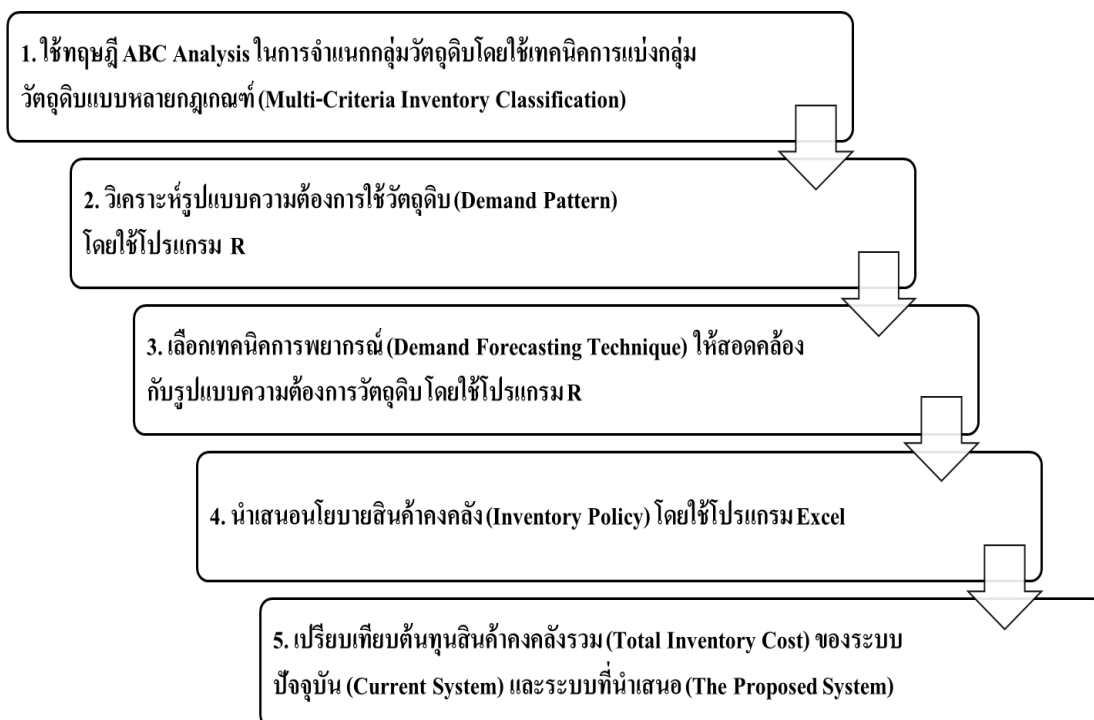 1. ใช้ทฤษฎี ABC Analysis ในการจำแนกกลุ่มวัตถุดิบโดยใช้เทคนิคการแบ่งกลุ่ม
วัตถุดิบแบบหลายกฎเกณฑ์ (Multi-Criteria Inventory Classification)
2. วิเคราะห์รูปแบบความต้องการใช้วัตถุดิบ (Demand Pattern)
โดยใช้โปรแกรม R
3. เลือกเทคนิคการพยากรณ์ (Demand Forecasting Technique) ให้สอดคล้อง
กับรูปแบบความต้องการวัตถุดิบ โดยใช้โปรแกรม R
4. นำเสนอนโยบายสินค้าคงคลัง (Inventory Policy) โดยใช้โปรแกรม Excel
5. เปรียบเทียบต้นทุนสินค้าคงคลังรวม (Total Inventory Cost) ของระบบ
ปัจจุบัน (Current System) และระบบที่นำเสนอ (The Proposed System)